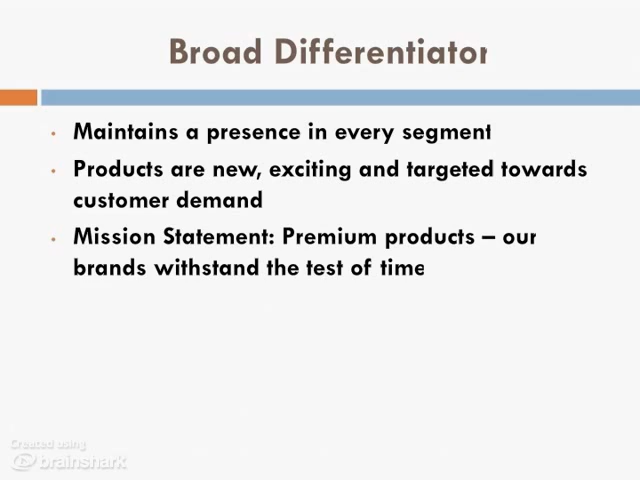 Broad Differentiator
• Maintains a presence in every segment
• Products are new, exciting and targeted towards
customer demand
• Mission Statement: Premium products – our
brands withstand the test of time
Created using
brainshark